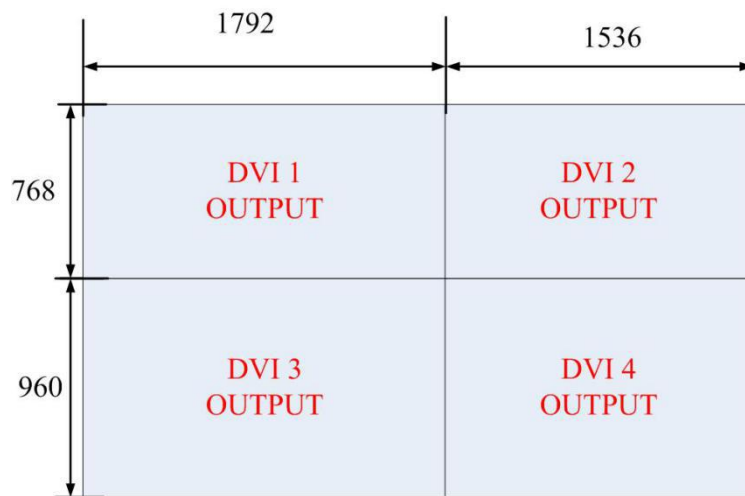 1792
1536
768
DVI 1
OUTPUT
DVI 2
OUTPUT
960
DVI 3
OUTPUT
DVI 4
OUTPUT